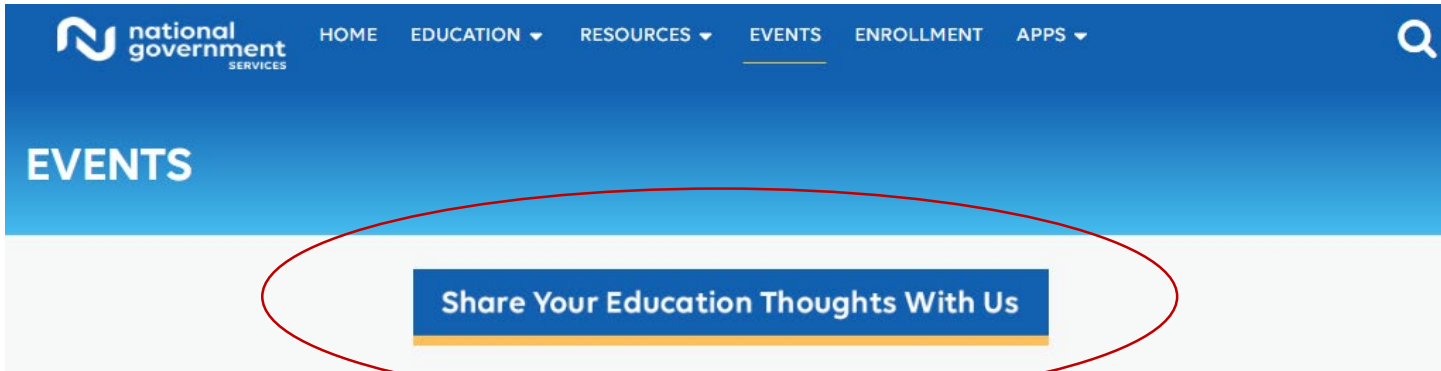 national
government
SERVICES
HOME EDUCATION RESOURCES EVENTS ENROLLMENT APPS
EVENTS
Share Your Education Thoughts With Us